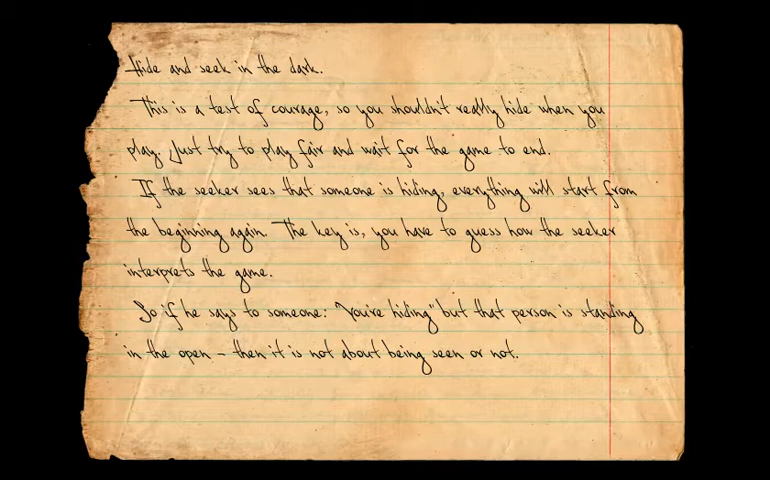 Hide and seek in the dark.
This is a test of courage, so you shouldn't really hide when you
play. Just try to play fair and wait for the game to end.
If the seeker sees that someone is hiding, everything will start from
the beginning again. The key is, you have to guess how the seeker
interprets the game.
So if he says to someone: "You're hiding" but that person is standing
in the open – then it is not about being seen or not.